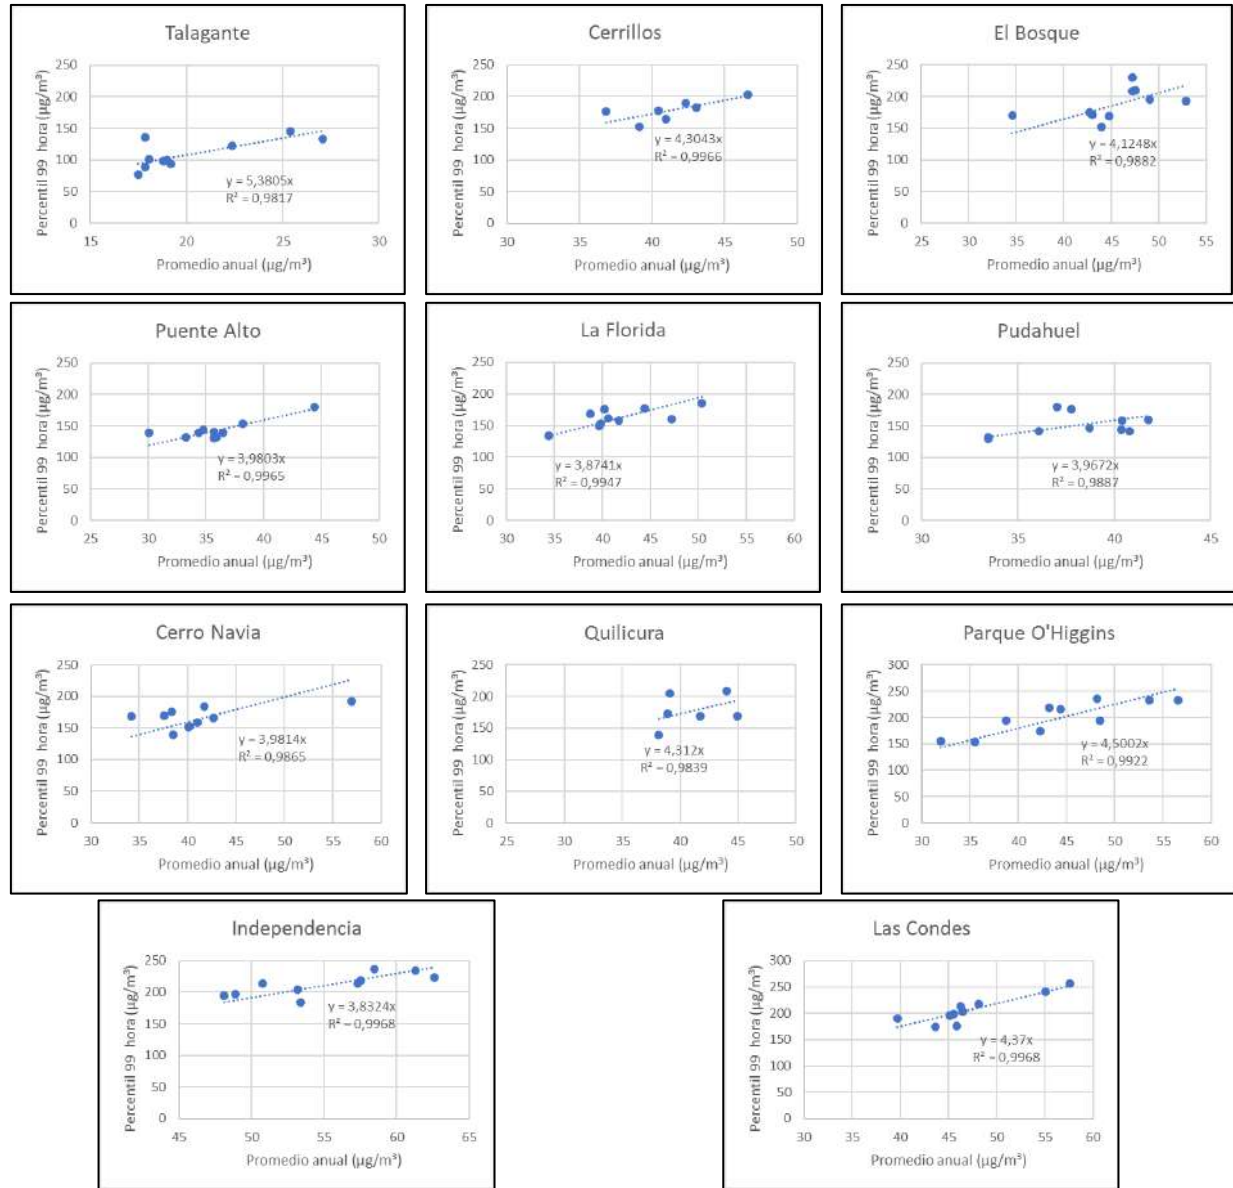 Talagante
Percentil 99 hora (µg/m³)
250
200
150
100
50
0
y = 5,3805x
R² = 0,9817
15 20 25 30
Promedio anual (µg/m³)
Cerrillos
Percentil 99 hora (µg/m³)
250
200
150
100
50
0
y = 4,3043x
R² = 0,9966
30 35 40 45 50
Promedio anual (µg/m³)
El Bosque
Percentil 99 hora (µg/m³)
250
200
150
100
50
0
y = 4,1248x
R² = 0,9882
25 30 35 40 45 50 55
Promedio anual (µg/m³)
Puente Alto
Percentil 99 hora (µg/m³)
250
200
150
100
50
0
y = 3,9803x
R² = 0,9965
25 30 35 40 45 50
Promedio anual (µg/m³)
La Florida
Percentil 99 hora (µg/m³)
250
200
150
100
50
0
y = 3,8741x
R² = 0,9947
30 35 40 45 50 55 60
Promedio anual (µg/m³)
Pudahuel
Percentil 99 hora (µg/m³)
250
200
150
100
50
0
y = 3,9672x
R² = 0,9887
30 35 40 45
Promedio anual (µg/m³)
Cerro Navia
Percentil 99 hora (µg/m³)
250
200
150
100
50
0
y = 3,9814x
R² = 0,9865
30 35 40 45 50 55 60
Promedio anual (µg/m³)
Quilicura
Percentil 99 hora (µg/m³)
250
200
150
100
50
0
y = 4,312x
R² = 0,9839
25 30 35 40 45 50
Promedio anual (µg/m³)
Parque O'Higgins
Percentil 99 hora (µg/m³)
300
250
200
150
100
50
0
y = 4,5002x
R² = 0,9922
30 35 40 45 50 55 60
Promedio anual (µg/m³)
Independencia
Percentil 99 hora (µg/m³)
250
200
150
100
50
0
y = 3,8324x
R² = 0,9968
45 50 55 60 65
Promedio anual (µg/m³)
Las Condes
Percentil 99 hora (µg/m³)
300
250
200
150
100
50
0
y = 4,37x
R² = 0,9968
30 35 40 45 50 55 60
Promedio anual (µg/m³)